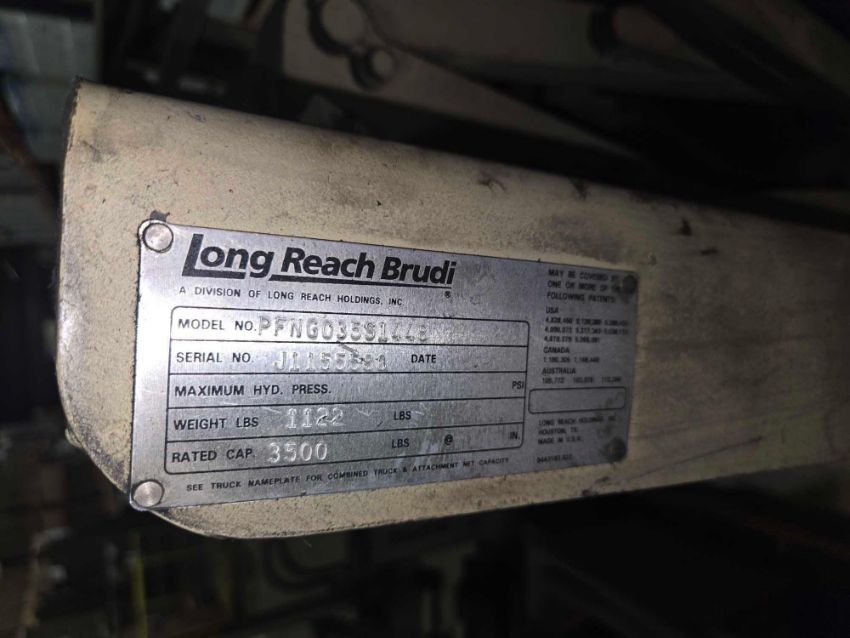 Long Reach Brudi
®
A DIVISION OF LONG REACH HOLDINGS, INC.
MODEL NO. PFNG035S144B
SERIAL NO. DATE
MAXIMUM HYD. PRESS. PSI
WEIGHT LBS 1122 LBS
RATED CAP. 3500 LBS @ IN.
SEE TRUCK NAMEPLATE FOR COMBINED TRUCK & ATTACHMENT NET CAPACITY
MAY BE COVERED BY
ONE OR MORE OF THE
FOLLOWING PATENTS:
USA
CANADA
AUSTRALIA
LONG REACH HOLDINGS, INC.
HOUSTON, TX.
MADE IN U.S.A.